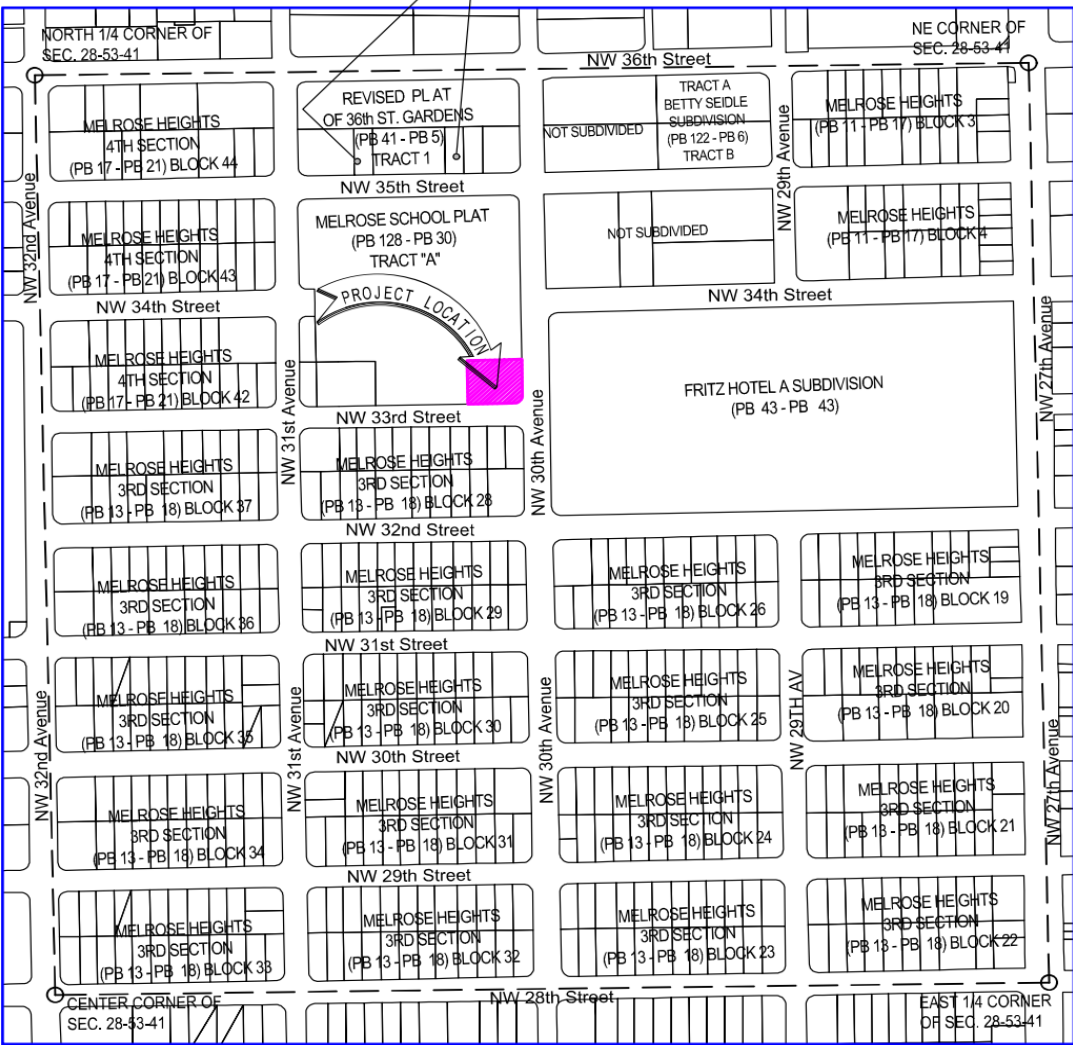 NORTH 1/4 CORNER OF
SEC. 28-53-41
NE CORNER OF
SEC. 28-53-41
NW 36th Street
MELROSE HEIGHTS
4TH SECTION
(PB 17 - PB 21) BLOCK 44
REVISED PLAT
OF 36th ST. GARDENS
(PB 41 - PB 5)
TRACT 1
NOT SUBDIVIDED
TRACT A
BETTY SEIDLE
SUBDIVISION
(PB 122 - PB 6)
TRACT B
NW 29th Avenue
MELROSE HEIGHTS
(PB 11 - PB 17) BLOCK 3
NW 32nd Avenue
NW 35th Street
MELROSE HEIGHTS
4TH SECTION
(PB 17 - PB 21) BLOCK 43
MELROSE SCHOOL PLAT
(PB 128 - PB 30)
TRACT "A"
NOT SUBDIVIDED
MELROSE HEIGHTS
(PB 11 - PB 17) BLOCK 4
NW 34th Street
PROJECT LOCATION
NW 34th Street
MELROSE HEIGHTS
4TH SECTION
(PB 17 - PB 21) BLOCK 42
NW 31st Avenue
NW 33rd Street
NW 30th Avenue
FRITZ HOTEL A SUBDIVISION
(PB 43 - PB 43)
NW 27th Avenue
MELROSE HEIGHTS
3RD SECTION
(PB 13 - PB 18) BLOCK 37
MELROSE HEIGHTS
3RD SECTION
(PB 13 - PB 18) BLOCK 28
NW 32nd Street
MELROSE HEIGHTS
3RD SECTION
(PB 13 - PB 18) BLOCK 36
MELROSE HEIGHTS
3RD SECTION
(PB 13 - PB 18) BLOCK 29
MELROSE HEIGHTS
3RD SECTION
(PB 13 - PB 18) BLOCK 26
MELROSE HEIGHTS
3RD SECTION
(PB 13 - PB 18) BLOCK 19
NW 31st Street
NW 32nd Avenue
MELROSE HEIGHTS
3RD SECTION
(PB 13 - PB 18) BLOCK 35
NW 31st Avenue
MELROSE HEIGHTS
3RD SECTION
(PB 13 - PB 18) BLOCK 30
NW 30th Avenue
MELROSE HEIGHTS
3RD SECTION
(PB 13 - PB 18) BLOCK 25
NW 29TH AV
MELROSE HEIGHTS
3RD SECTION
(PB 13 - PB 18) BLOCK 20
NW 27th Avenue
NW 30th Street
MELROSE HEIGHTS
3RD SECTION
(PB 13 - PB 18) BLOCK 34
MELROSE HEIGHTS
3RD SECTION
(PB 13 - PB 18) BLOCK 31
MELROSE HEIGHTS
3RD SECTION
(PB 13 - PB 18) BLOCK 24
MELROSE HEIGHTS
3RD SECTION
(PB 13 - PB 18) BLOCK 21
NW 29th Street
MELROSE HEIGHTS
3RD SECTION
(PB 13 - PB 18) BLOCK 33
MELROSE HEIGHTS
3RD SECTION
(PB 13 - PB 18) BLOCK 32
MELROSE HEIGHTS
3RD SECTION
(PB 13 - PB 18) BLOCK 23
MELROSE HEIGHTS
3RD SECTION
(PB 13 - PB 18) BLOCK 22
NW 28th Street
CENTER CORNER OF
SEC. 28-53-41
EAST 1/4 CORNER
OF SEC. 28-53-41